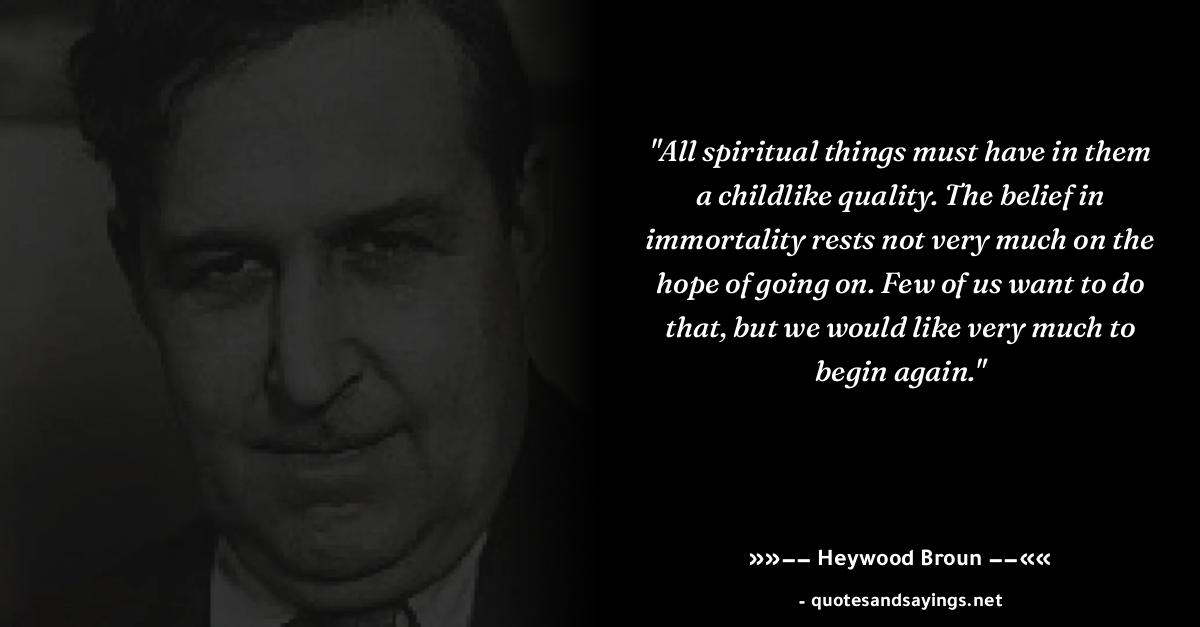 "All spiritual things must have in them
a childlike quality. The belief in
immortality rests not very much on the
hope of going on. Few of us want to do
that, but we would like very much to
begin again."
»»–– Heywood Broun ––««
- quotesandsayings.net